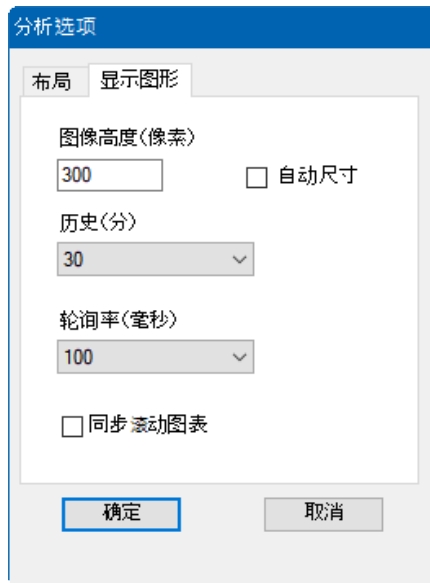 分析选项
布局 显示图形
图像高度(像素)
300 自动尺寸
历史(分)
30
轮询率(毫秒)
100
同步滚动图表
确定 取消